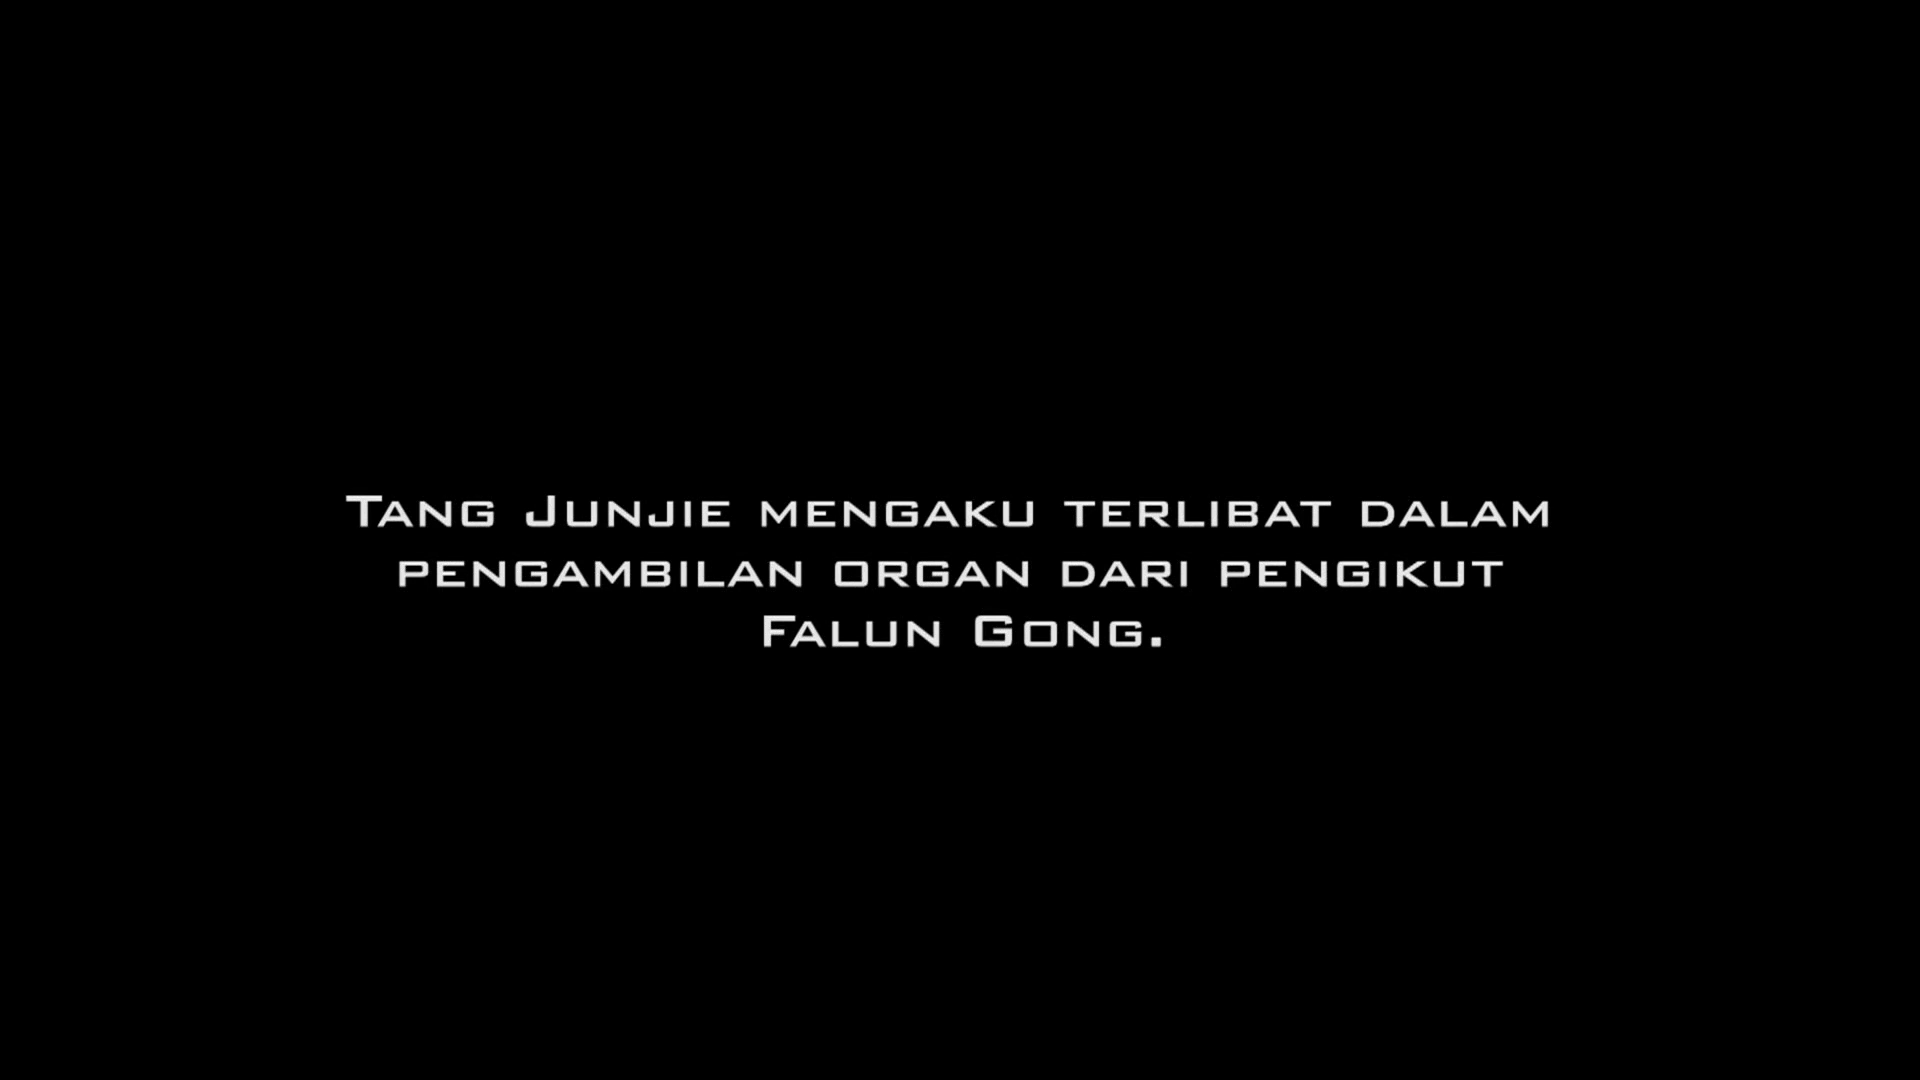 Tang Junjie mengaku terlibat dalam
pengambilan organ dari pengikut
Falun Gong.